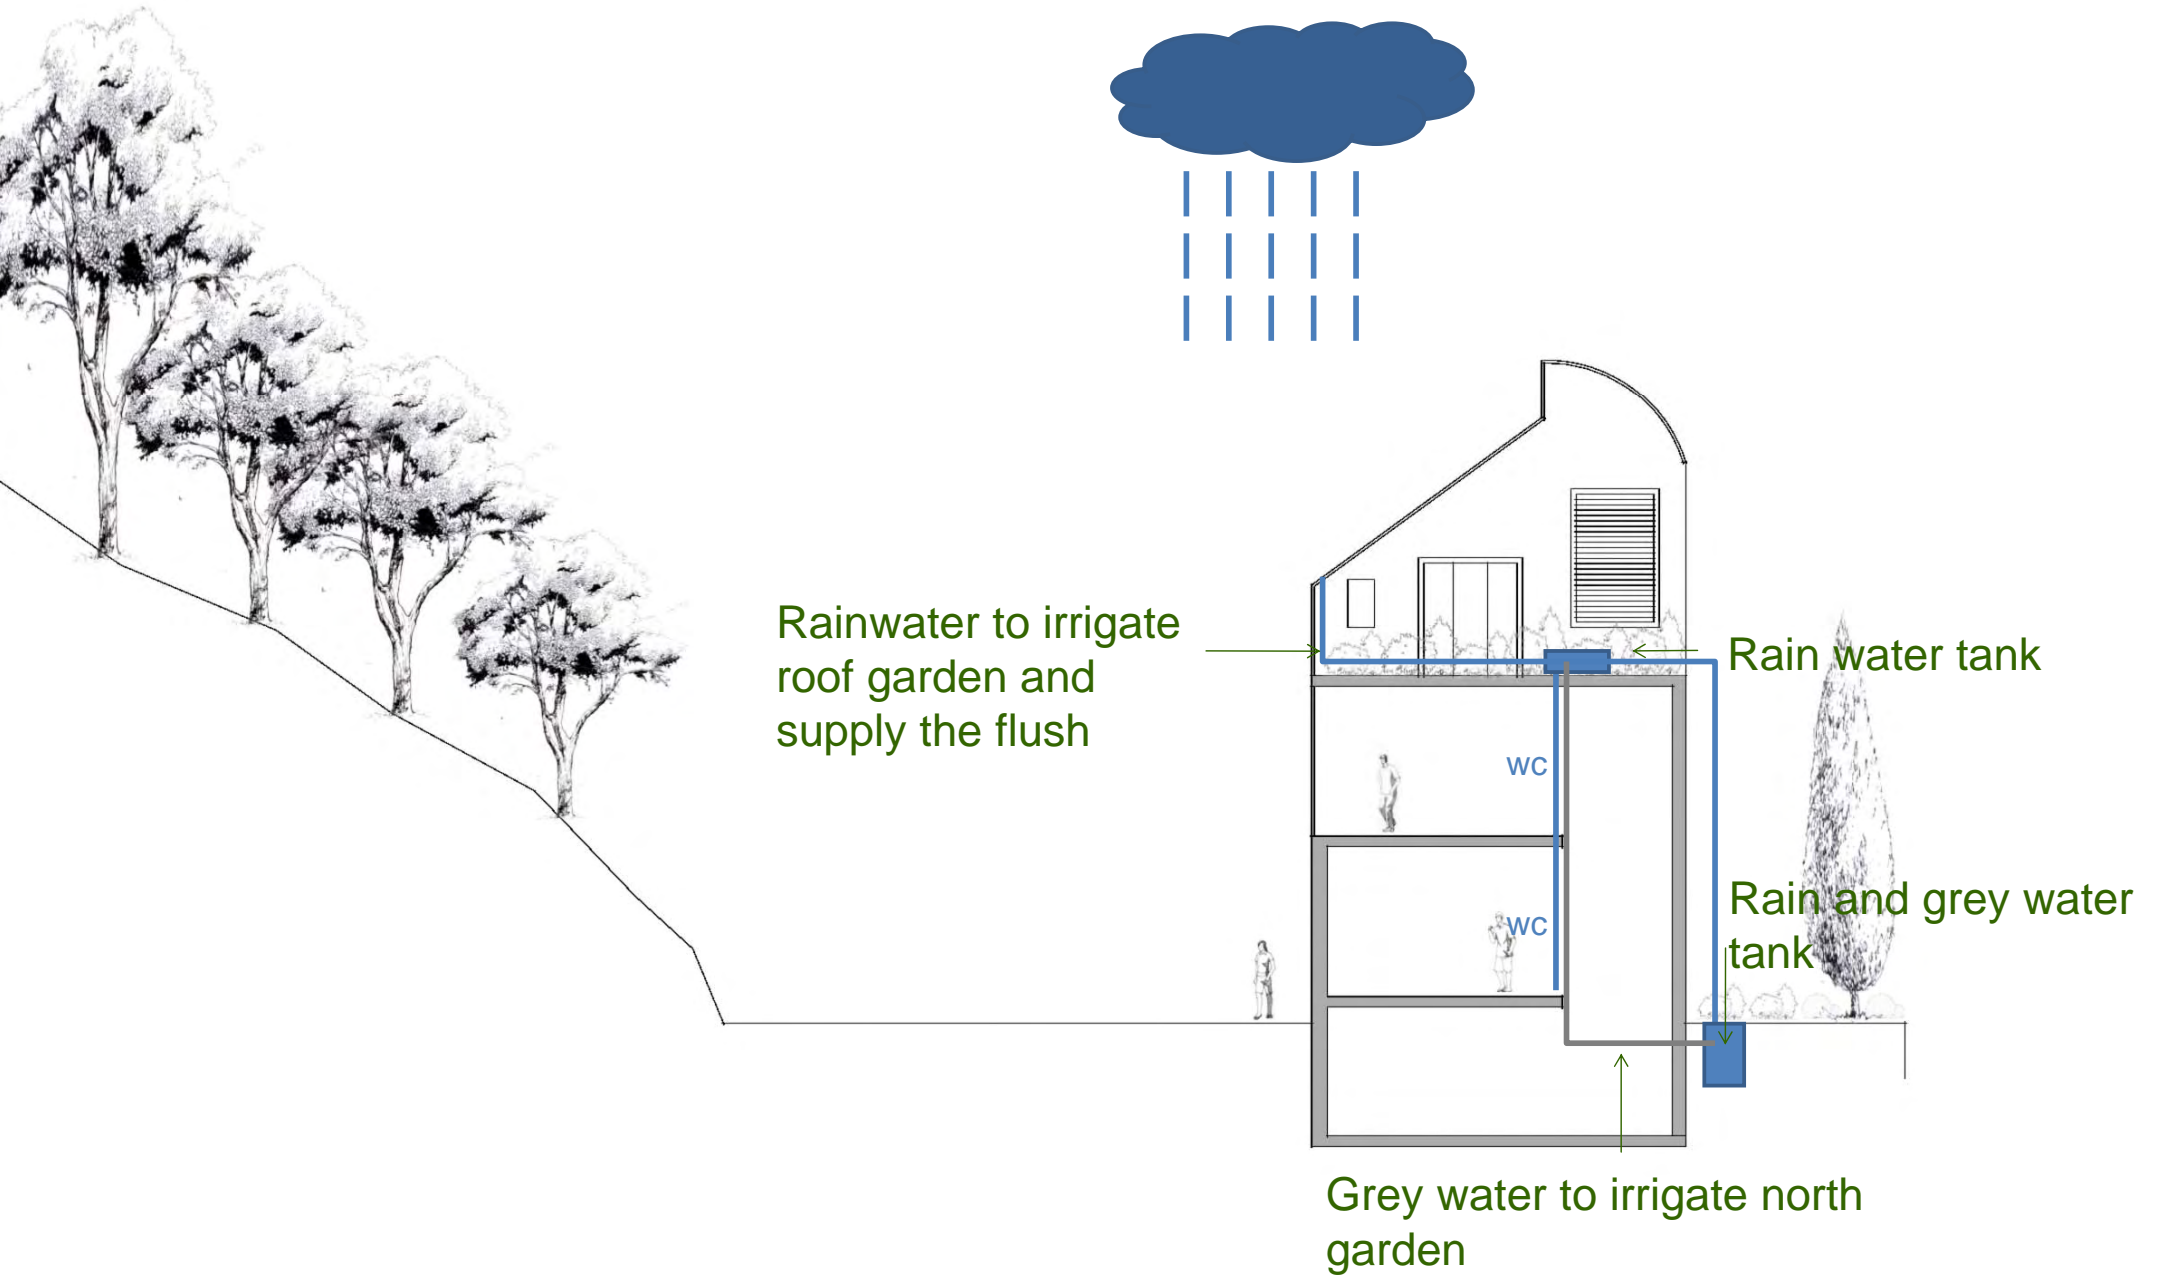 Rainwater to irrigate
roof garden and
supply the flush
Rain water tank
wc
Rain and grey water
tank
wc
Grey water to irrigate north
garden